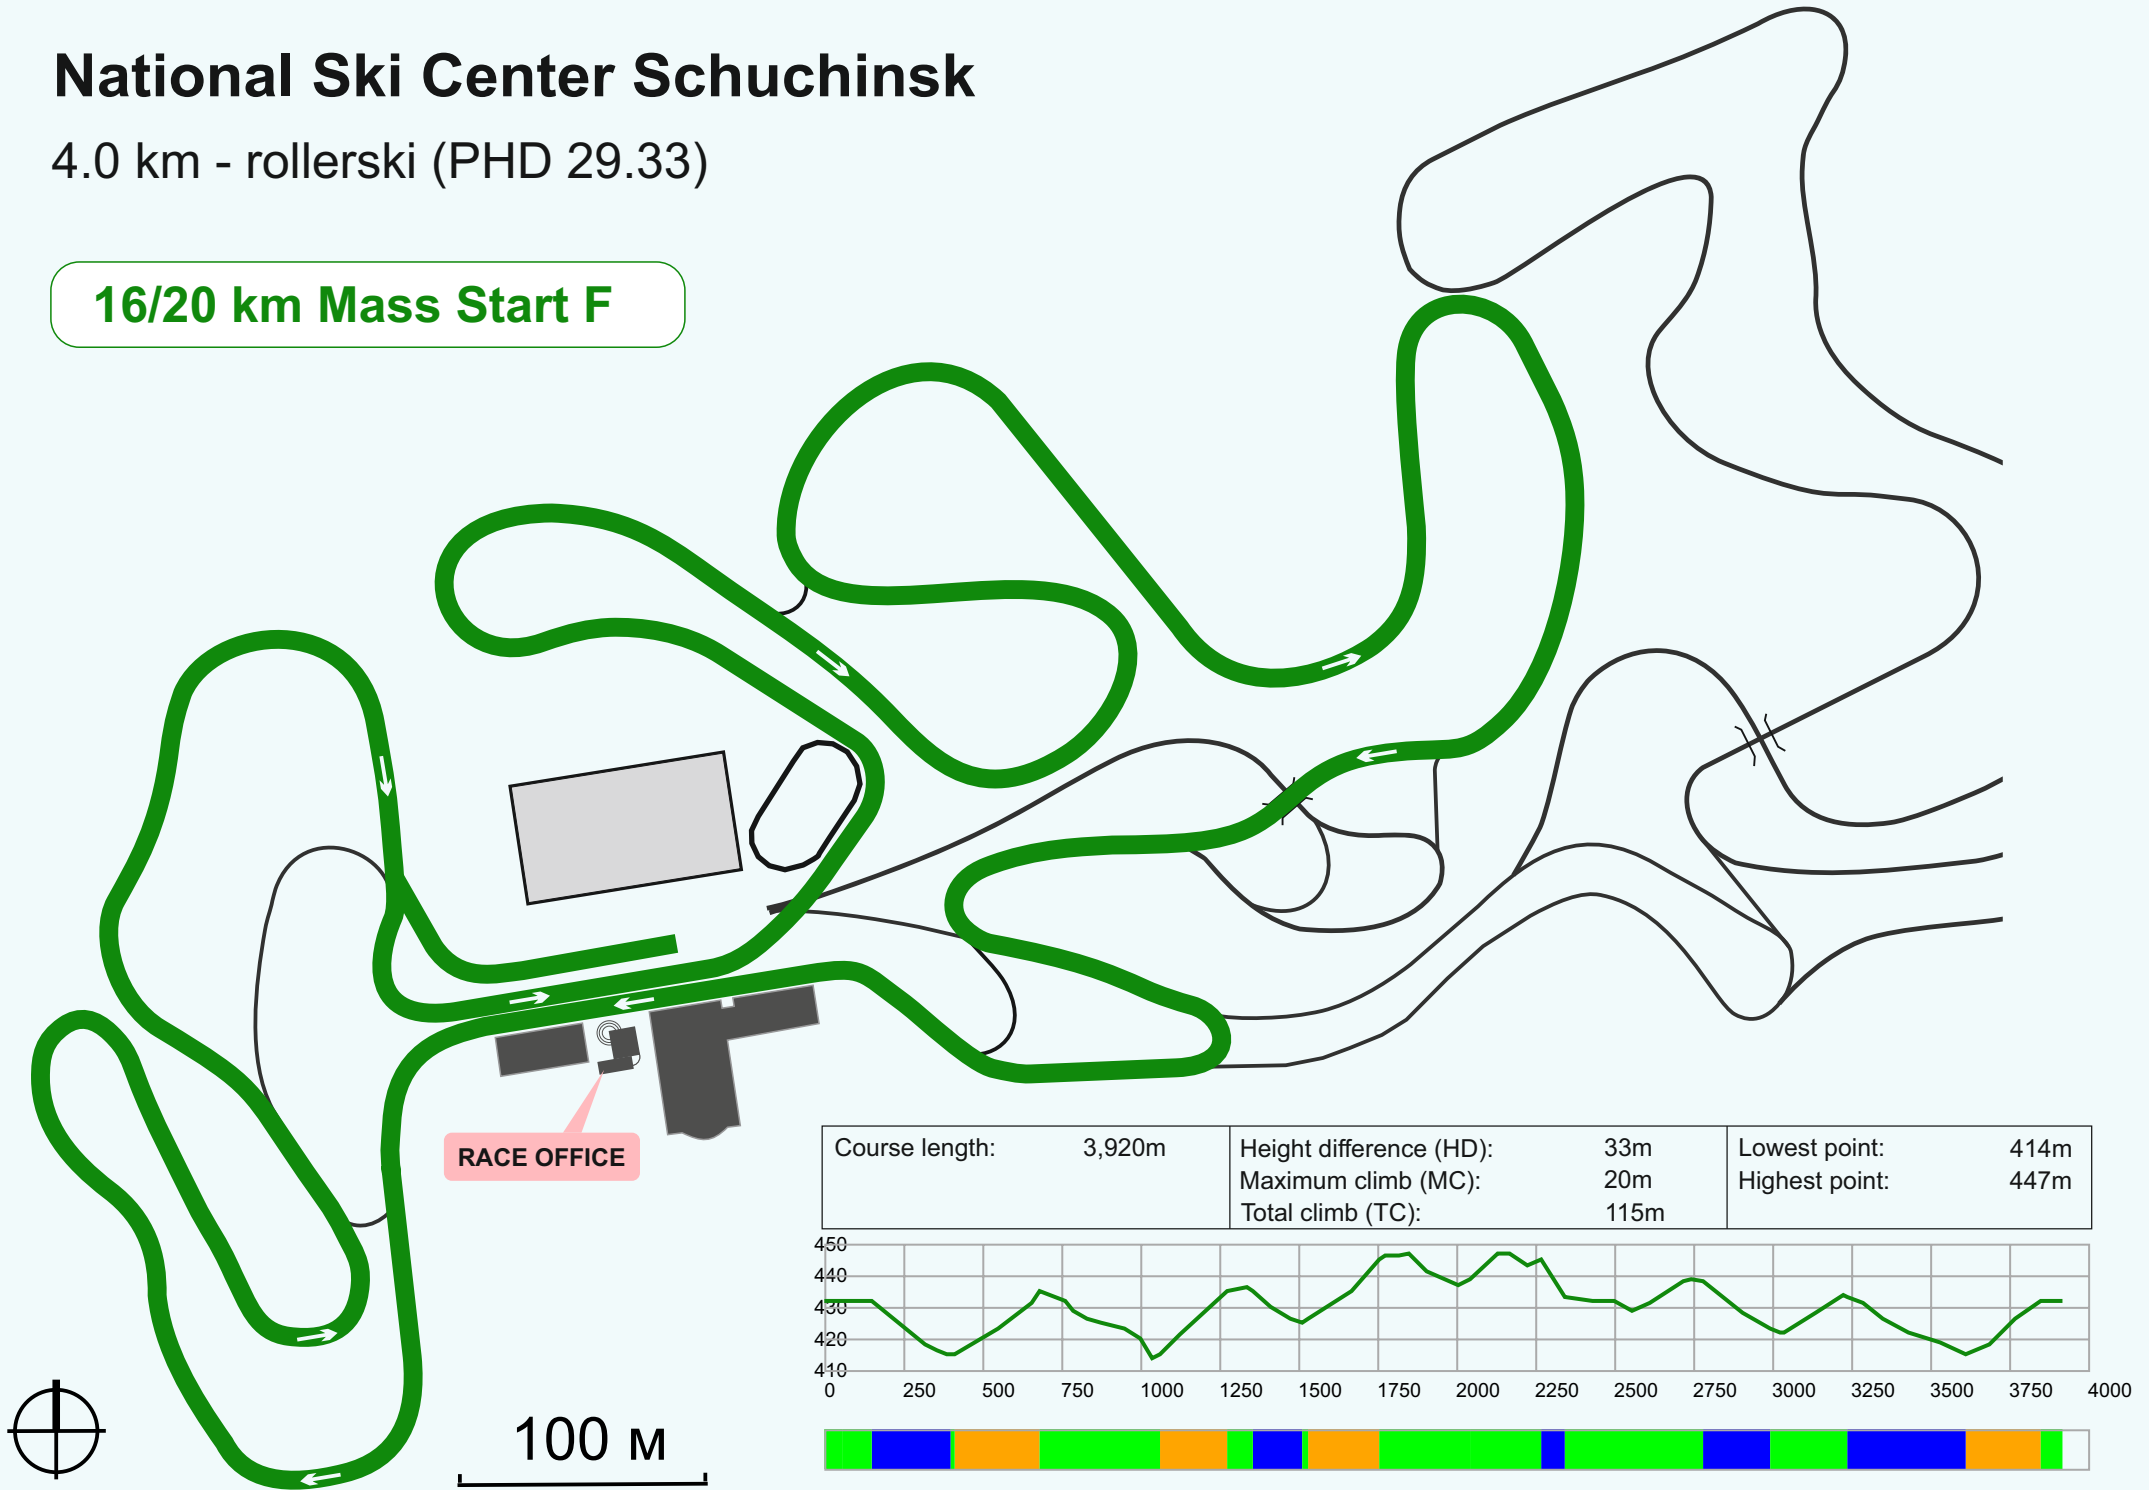 National Ski Center Schuchinsk
4.0 km - rollerski (PHD 29.33)
16/20 km Mass Start F
RACE OFFICE
100 м
Course length: 3,920m
Height difference (HD): 33m
Maximum climb (MC): 20m
Total climb (TC): 115m
Lowest point: 414m
Highest point: 447m
450
440
430
420
410
0 250 500 750 1000 1250 1500 1750 2000 2250 2500 2750 3000 3250 3500 3750 4000